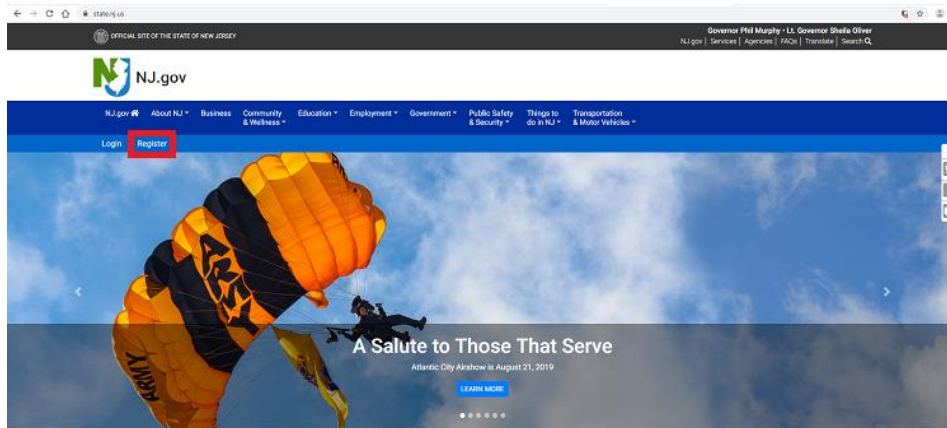 state.nj.us
OFFICIAL SITE OF THE STATE OF NEW JERSEY
Governor Phil Murphy • Lt. Governor Sheila Oliver
NJ.gov | Services | Agencies | FAQs | Translate | Search
NJ
NJ.gov
NJ.gov About NJ Business Community & Wellness Education Employment Government Public Safety & Security Things to do in NJ Transportation & Motor Vehicles
Login Register
ARMY
ARMY
A Salute to Those That Serve
Atlantic City Airshow is August 21, 2019
LEARN MORE